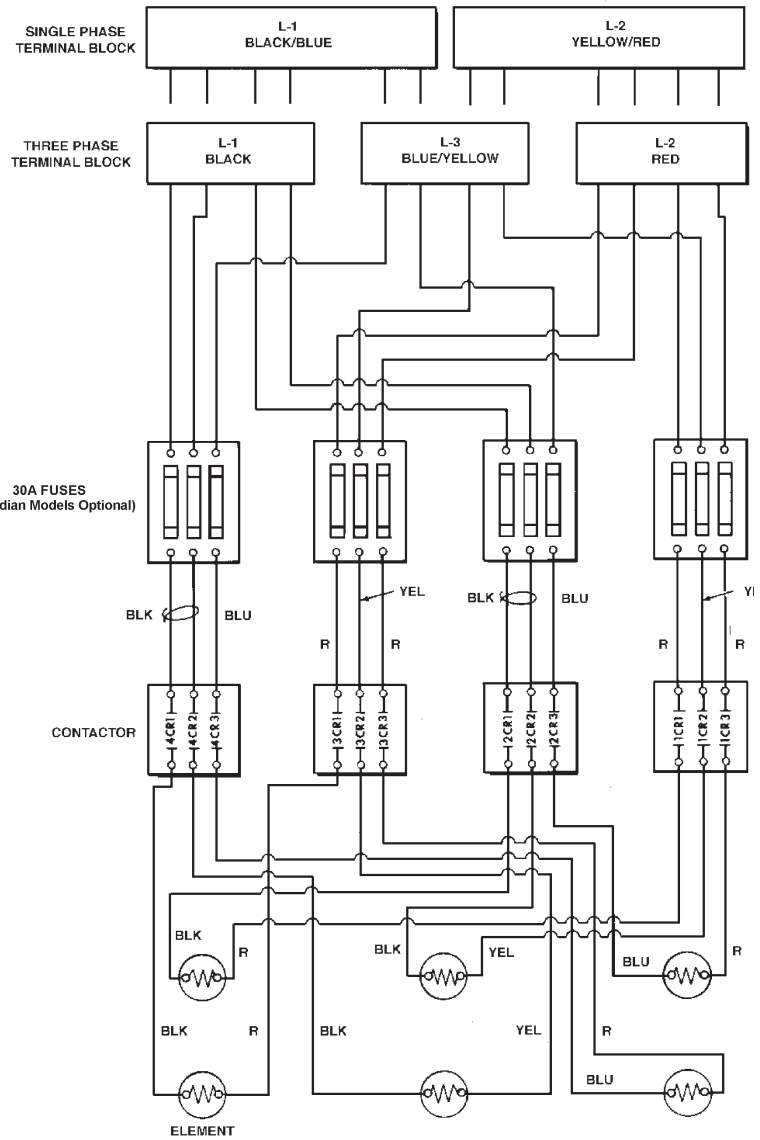 SINGLE PHASE
TERMINAL BLOCK
L-1
BLACK/BLUE
L-2
YELLOW/RED
THREE PHASE
TERMINAL BLOCK
L-1
BLACK
L-3
BLUE/YELLOW
L-2
RED
30A FUSES
dian Models Optional)
BLK
BLU
YEL
R
R
BLK
BLU
YI
R
R
CONTACTOR
4CR1
4CR2
4CR3
3CR1
3CR2
3CR3
2CR1
2CR2
2CR3
1CR1
1CR2
1CR3
BLK
R
BLK
YEL
BLU
R
BLK
R
BLK
YEL
R
BLU
ELEMENT